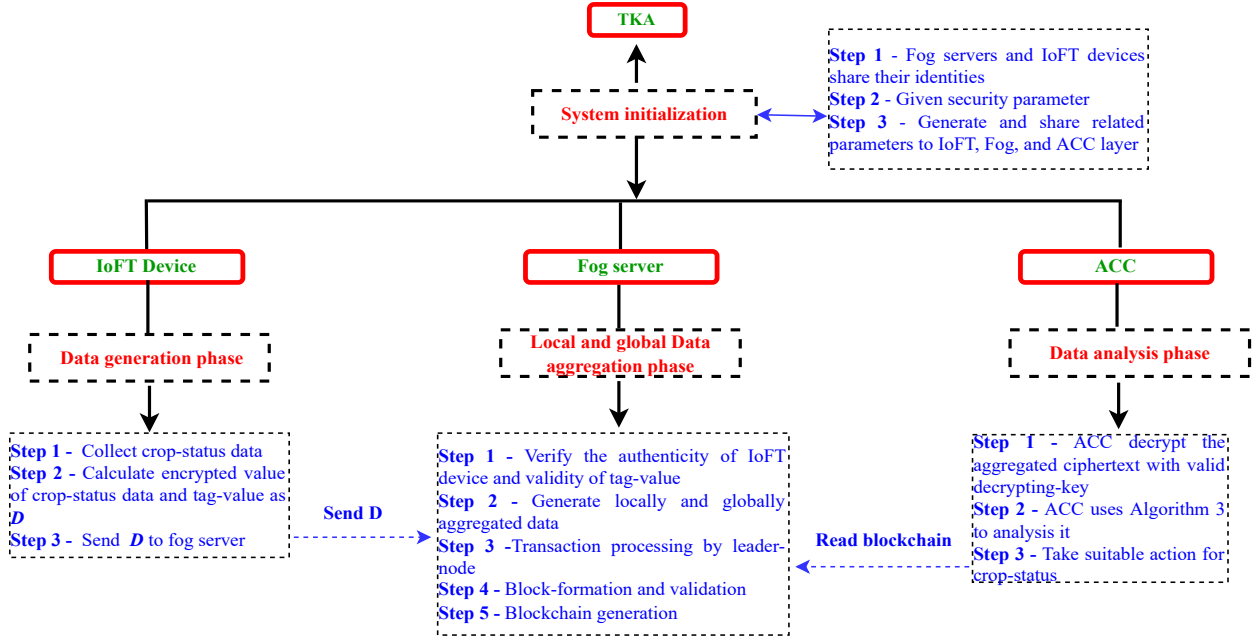 TKA
System initialization
Step 1 - Fog servers and IoFT devices
share their identities
Step 2 - Given security parameter
Step 3 - Generate and share related
parameters to IoFT, Fog, and ACC layer
IoFT Device
Fog server
ACC
Data generation phase
Local and global Data
aggregation phase
Data analysis phase
Step 1 - Collect crop-status data
Step 2 - Calculate encrypted value
of crop-status data and tag-value as
D
Step 3 - Send D to fog server
Send D
Step 1 - Verify the authenticity of IoFT
device and validity of tag-value
Step 2 - Generate locally and globally
aggregated data
Step 3 -Transaction processing by leader-
node
Step 4 - Block-formation and validation
Step 5 - Blockchain generation
Read blockchain
Step 1 - ACC decrypt the
aggregated ciphertext with valid
decrypting-key
Step 2 - ACC uses Algorithm 3
to analysis it
Step 3 - Take suitable action for
crop-status